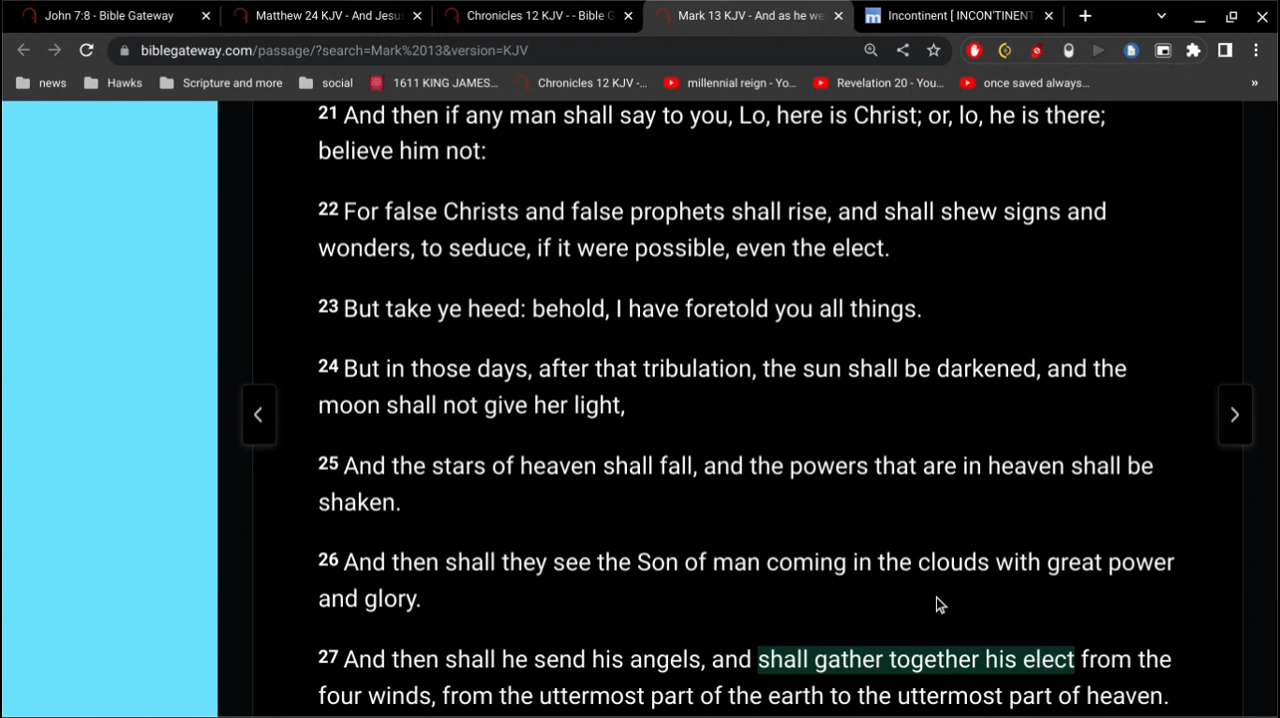 John 7:8 - Bible Gateway
Matthew 24 KJV - And Jesu
Chronicles 12 KJV - - Bible G
Mark 13 KJV - And as he we
Incontinent [ INCON'TINENT
biblegateway.com/passage/?search=Mark%2013&version=KJV
news
Hawks
Scripture and more
social
1611 KING JAMES...
Chronicles 12 KJV -...
millennial reign - Yo...
Revelation 20 - You...
once saved always...
21 And then if any man shall say to you, Lo, here is Christ; or, lo, he is there;
believe him not:
22 For false Christs and false prophets shall rise, and shall shew signs and
wonders, to seduce, if it were possible, even the elect.
23 But take ye heed: behold, I have foretold you all things.
24 But in those days, after that tribulation, the sun shall be darkened, and the
moon shall not give her light,
25 And the stars of heaven shall fall, and the powers that are in heaven shall be
shaken.
26 And then shall they see the Son of man coming in the clouds with great power
and glory.
27 And then shall he send his angels, and shall gather together his elect from the
four winds, from the uttermost part of the earth to the uttermost part of heaven.